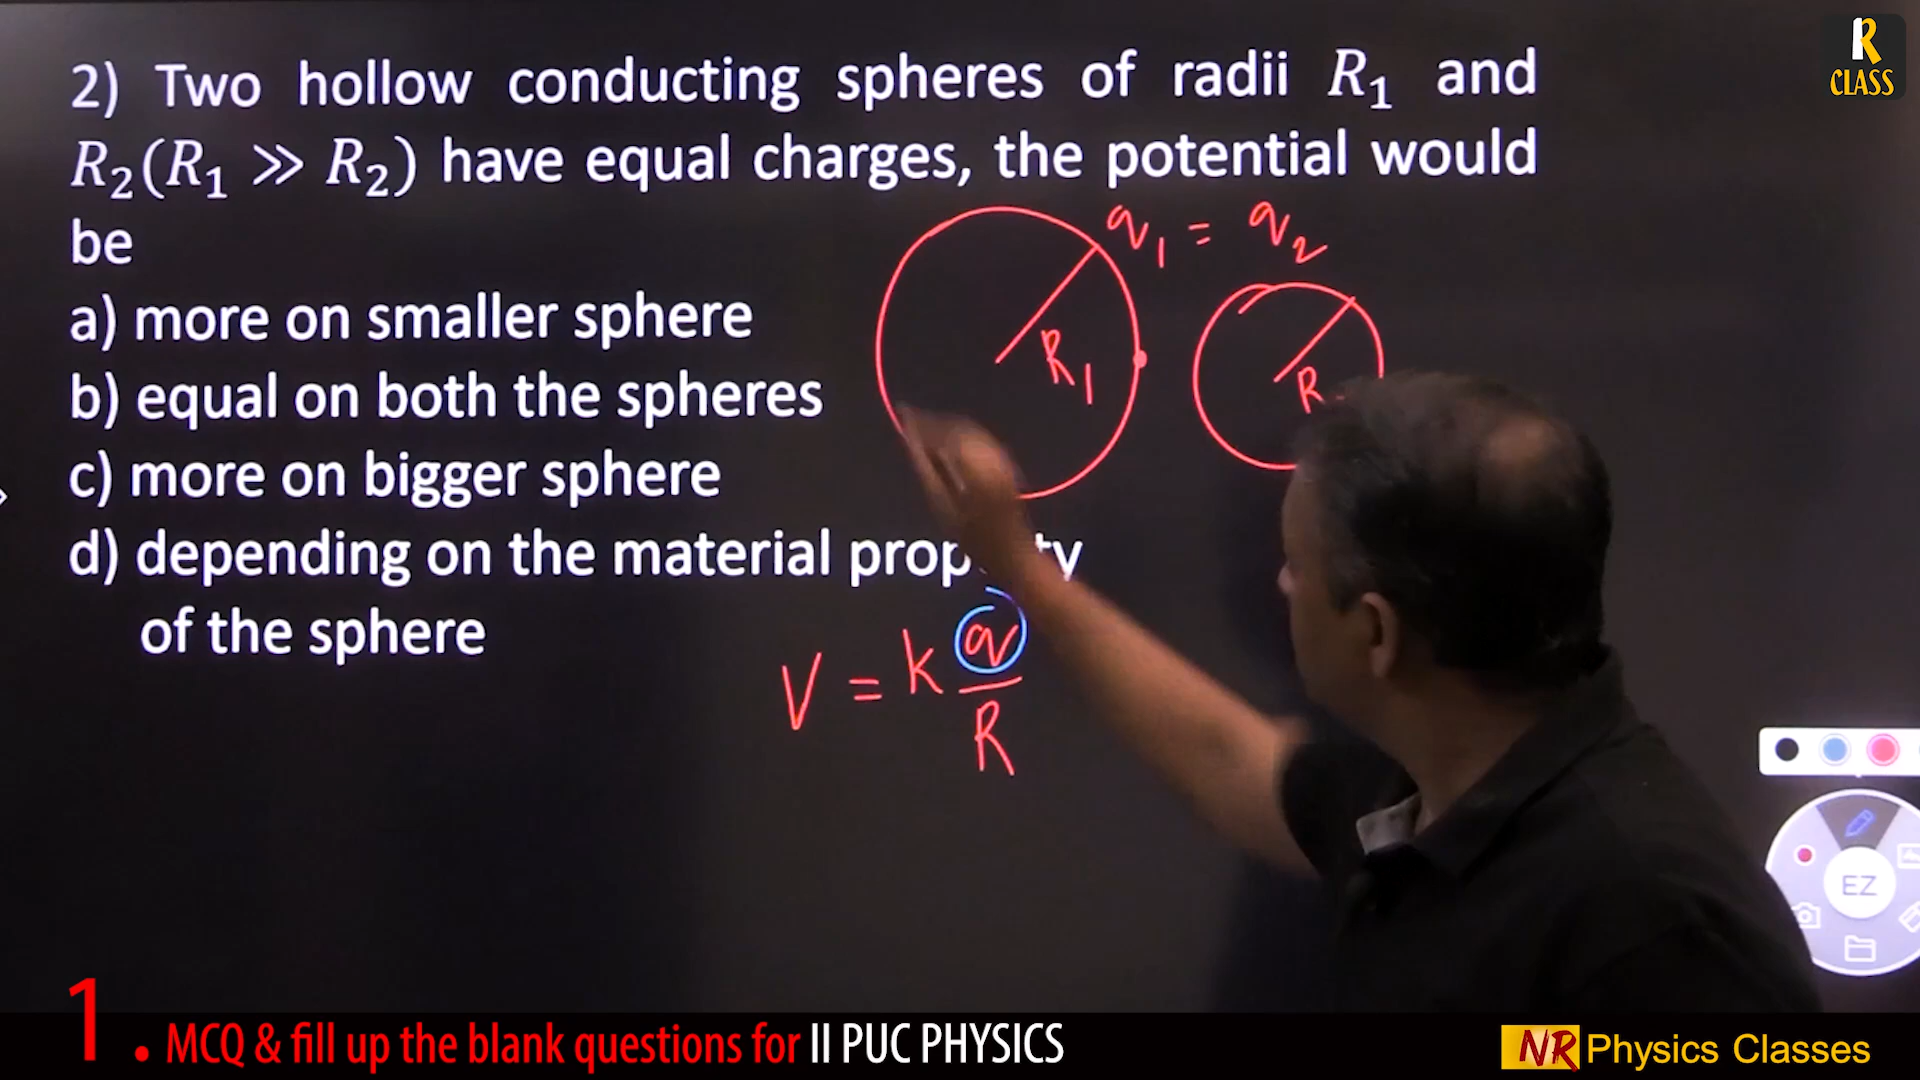 2) Two hollow conducting spheres of radii R₁ and
R₂(R₁ ≫ R₂) have equal charges, the potential would
be
a) more on smaller sphere
b) equal on both the spheres
c) more on bigger sphere
d) depending on the material
of the sphere
q₁ = q₂
R₁
R
V = k q/R
R
CLASS
EZ
1. MCQ & fill up the blank questions for II PUC PHYSICS
NR Physics Classes